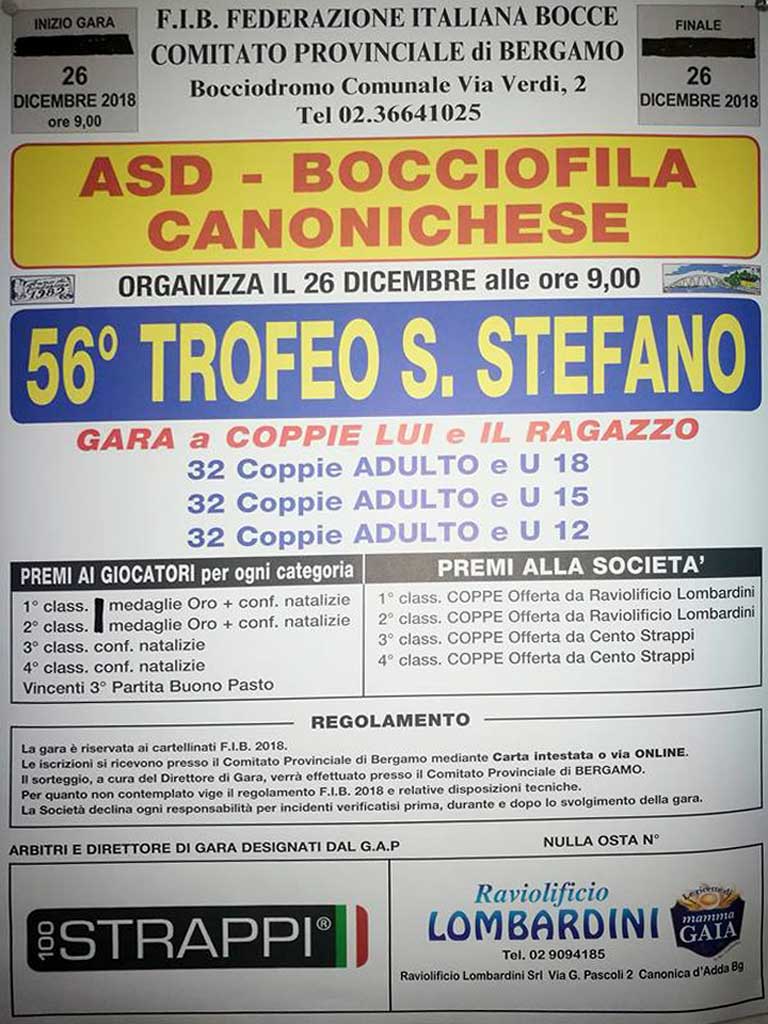 INIZIO GARA
26
DICEMBRE 2018
ore 9,00
F.I.B. FEDERAZIONE ITALIANA BOCCE
COMITATO PROVINCIALE di BERGAMO
Bocciodromo Comunale Via Verdi, 2
Tel 02.36641025
FINALE
26
DICEMBRE 2018
ASD - BOCCIOFILA
CANONICHESE
1982
ORGANIZZA IL 26 DICEMBRE alle ore 9,00
56° TROFEO S. STEFANO
GARA a COPPIE LUI e IL RAGAZZO
32 Coppie ADULTO e U 18
32 Coppie ADULTO e U 15
32 Coppie ADULTO e U 12
PREMI AI GIOCATORI per ogni categoria
1° class. medaglie Oro + conf. natalizie
2° class. medaglie Oro + conf. natalizie
3° class. conf. natalizie
4° class. conf. natalizie
Vincenti 3° Partita Buono Pasto
PREMI ALLA SOCIETA'
1° class. COPPE Offerta da Raviolificio Lombardini
2° class. COPPE Offerta da Raviolificio Lombardini
3° class. COPPE Offerta da Cento Strappi
4° class. COPPE Offerta da Cento Strappi
REGOLAMENTO
La gara è riservata ai cartellinati F.I.B. 2018.
Le iscrizioni si ricevono presso il Comitato Provinciale di Bergamo mediante Carta intestata o via ONLINE.
Il sorteggio, a cura del Direttore di Gara, verrà effettuato presso il Comitato Provinciale di BERGAMO.
Per quanto non contemplato vige il regolamento F.I.B. 2018 e relative disposizioni tecniche.
La Società declina ogni responsabilità per incidenti verificatisi prima, durante e dopo lo svolgimento della gara.
ARBITRI E DIRETTORE DI GARA DESIGNATI DAL G.A.P
NULLA OSTA N°
100 STRAPPI®
Raviolificio
LOMBARDINI
Tel. 02 9094185
Raviolificio Lombardini Srl Via G. Pascoli 2 Canonica d'Adda Bg
Le ricette di
mamma
GAIA